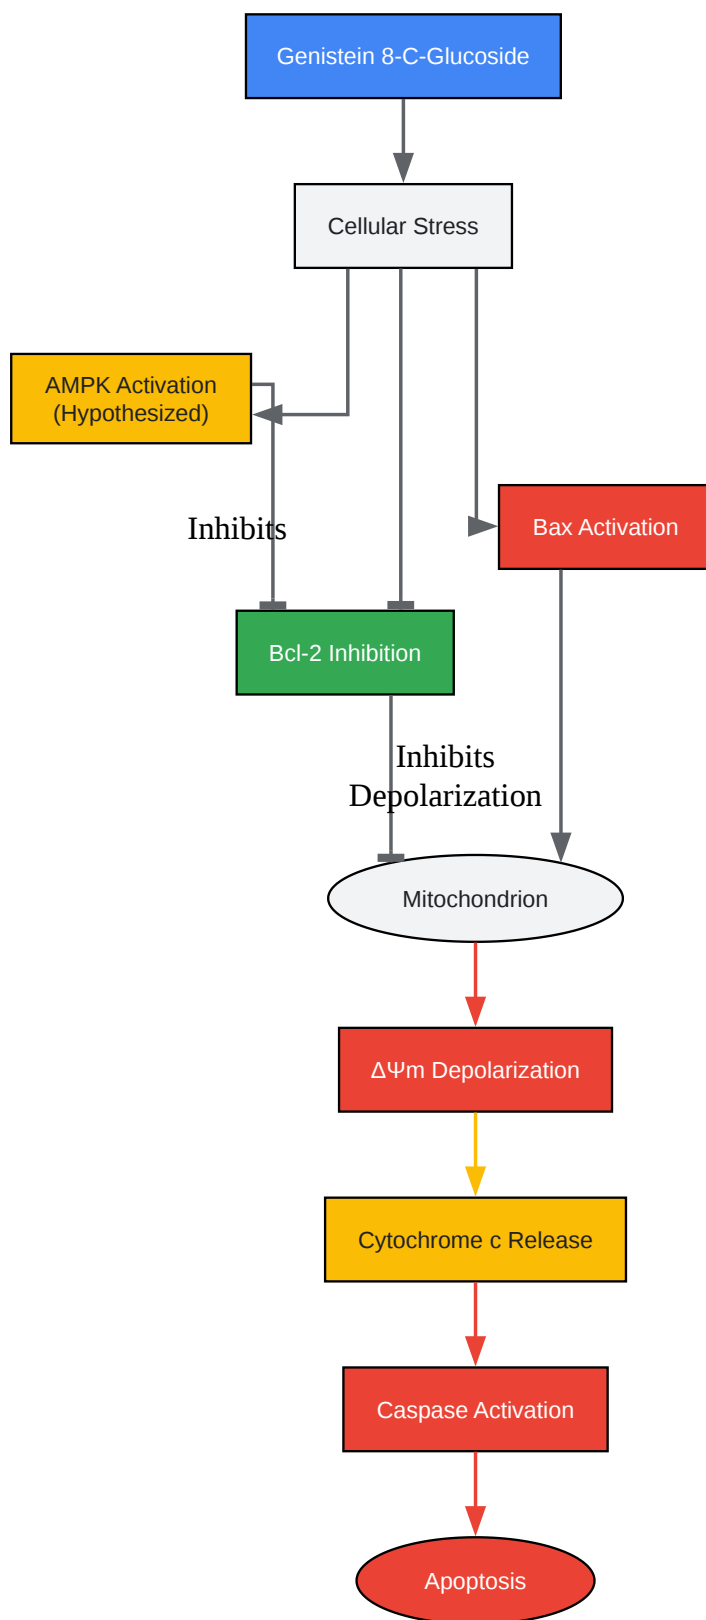 Genistein 8-C-Glucoside
Cellular Stress
AMPK Activation
(Hypothesized)
Inhibits
Bax Activation
Bcl-2 Inhibition
Inhibits
Depolarization
Mitochondrion
ΔΨm Depolarization
Cytochrome c Release
Caspase Activation
Apoptosis